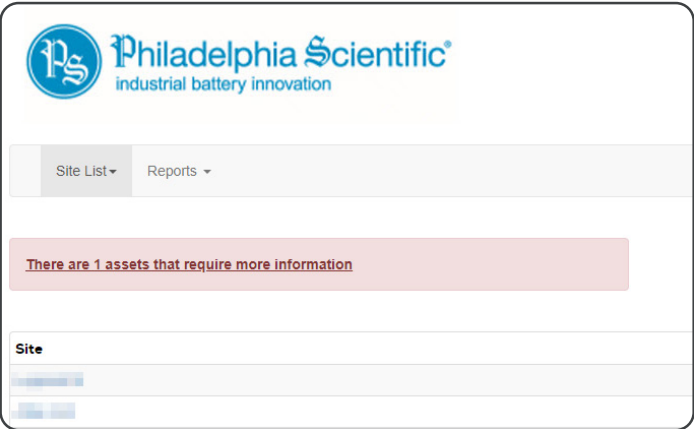 PS
Philadelphia Scientific®
industrial battery innovation
Site List
Reports
There are 1 assets that require more information
Site